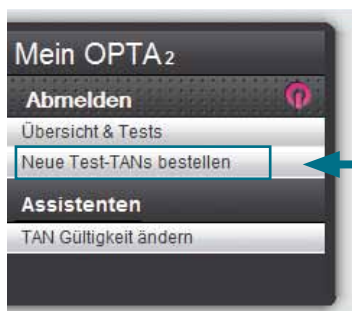 Mein OPTA2
Abmelden
Übersicht & Tests
Neue Test-TANs bestellen
Assistenten
TAN Gültigkeit ändern